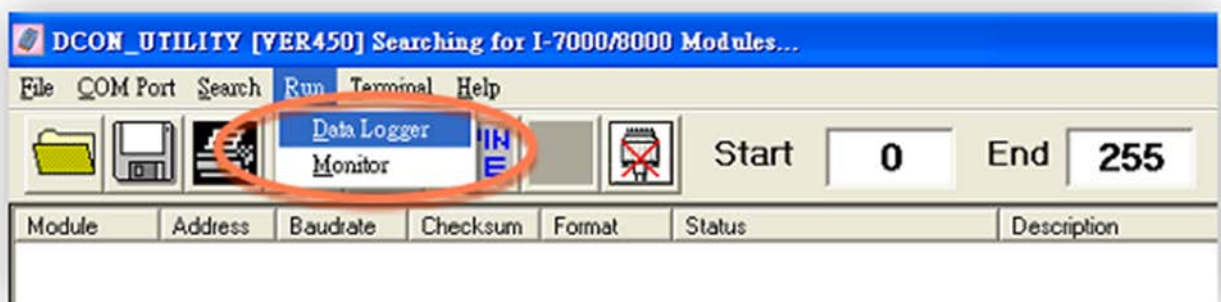 DCON_UTILITY [VER450] Searching for I-7000/8000 Modules...
File COM Port Search Run Terminal Help
Data Logger
Monitor
Start 0 End 255
Module Address Baudrate Checksum Format Status Description